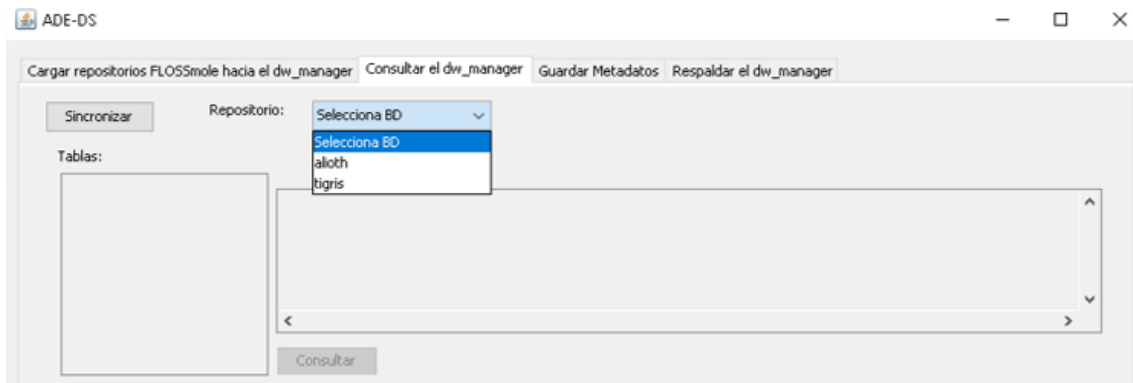 ADE-DS
Cargar repositorios FLOSSmole hacia el dw_manager Consultar el dw_manager Guardar Metadatos Respaldar el dw_manager
Sincronizar Repositorio: Selecciona BD
Selecciona BD
alioth
tigris
Tablas:
Consultar